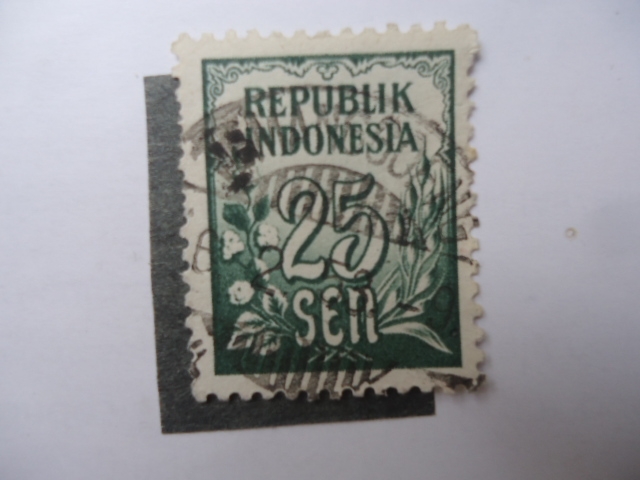 REPUBLIK
INDONESIA
25
SEN